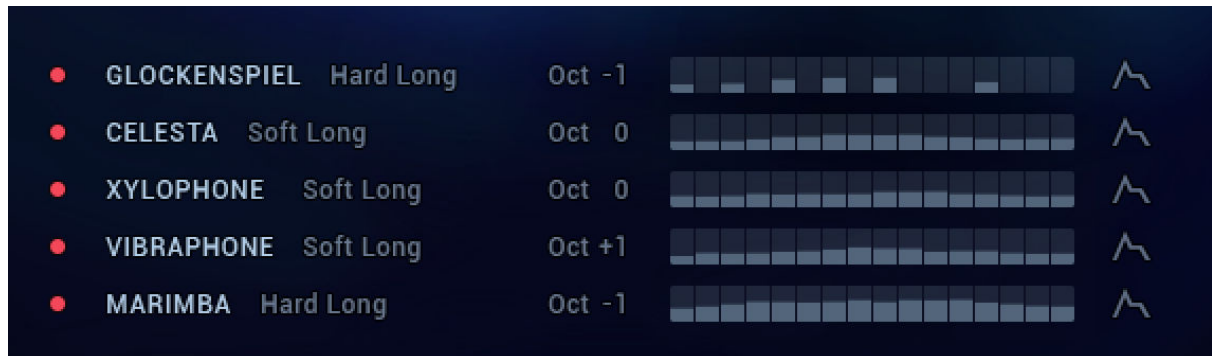 GLOCKENSPIEL Hard Long Oct -1
CELESTA Soft Long Oct 0
XYLOPHONE Soft Long Oct 0
VIBRAPHONE Soft Long Oct +1
MARIMBA Hard Long Oct -1